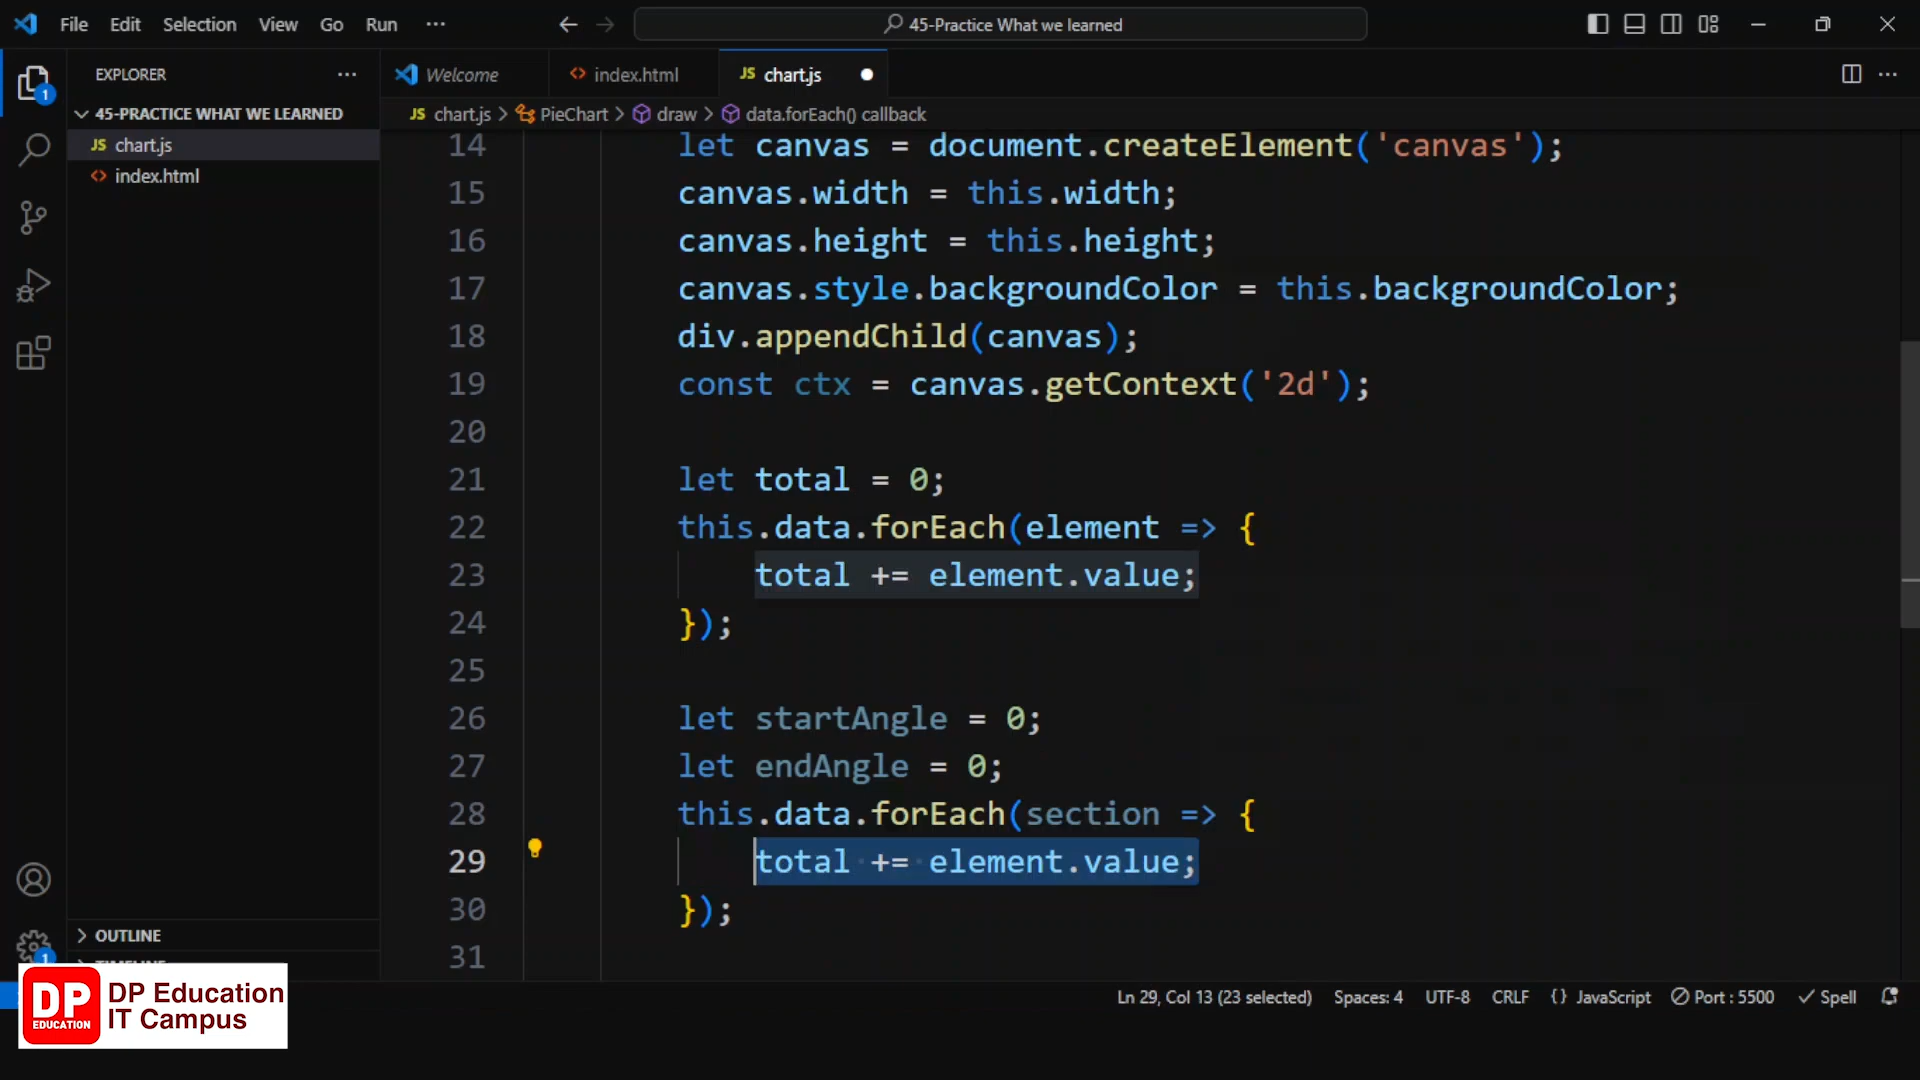 File Edit Selection View Go Run ... 45-Practice What we learned
EXPLORER ... Welcome index.html JS chart.js
45-PRACTICE WHAT WE LEARNED
JS chart.js
index.html
JS chart.js > PieChart > draw > data.forEach() callback
14 let canvas = document.createElement('canvas');
15 canvas.width = this.width;
16 canvas.height = this.height;
17 canvas.style.backgroundColor = this.backgroundColor;
18 div.appendChild(canvas);
19 const ctx = canvas.getContext('2d');
20
21 let total = 0;
22 this.data.forEach(element => {
23 total += element.value;
24 });
25
26 let startAngle = 0;
27 let endAngle = 0;
28 this.data.forEach(section => {
29 total += element.value;
30 });
31
1
OUTLINE
1
DP Education
IT Campus
DP
EDUCATION
Ln 29, Col 13 (23 selected) Spaces: 4 UTF-8 CRLF {} JavaScript Port : 5500 Spell